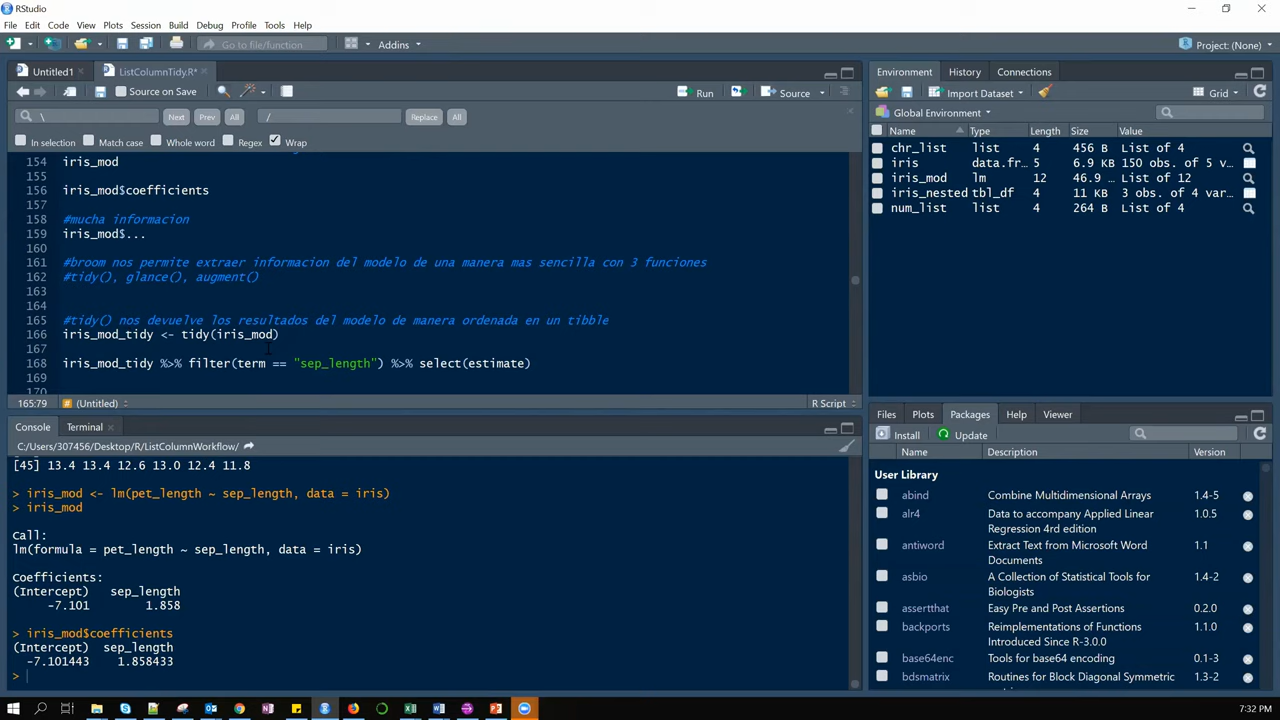 RStudio
File Edit Code View Plots Session Build Debug Profile Tools Help
Go to file/function Addins Project: (None)
Untitled1 ListColumnTidy.R*
Source on Save Run Source
\ Next Prev All / Replace All
In selection Match case Whole word Regex Wrap
154 iris_mod
155
156 iris_mod$coefficients
157
158 #mucha informacion
159 iris_mod$...
160
161 #broom nos permite extraer informacion del modelo de una manera mas sencilla con 3 funciones
162 #tidy(), glance(), augment()
163
164
165 #tidy() nos devuelve los resultados del modelo de manera ordenada en un tibble
166 iris_mod_tidy <- tidy(iris_mod)
167
168 iris_mod_tidy %>% filter(term == "sep_length") %>% select(estimate)
169
170
165:79 (Untitled) R Script
Console Terminal
C:/Users/307456/Desktop/R/ListColumnWorkflow/
[45] 13.4 13.4 12.6 13.0 12.4 11.8
> iris_mod <- lm(pet_length ~ sep_length, data = iris)
> iris_mod
Call:
lm(formula = pet_length ~ sep_length, data = iris)
Coefficients:
(Intercept) sep_length
-7.101 1.858
> iris_mod$coefficients
(Intercept) sep_length
-7.101443 1.858433
>
Environment History Connections
Import Dataset Grid
Global Environment
Name Type Length Size Value
chr_list list 4 456 B List of 4
iris data.fr… 5 6.9 KB 150 obs. of 5 v…
iris_mod lm 12 46.9 … List of 12
iris_nested tbl_df 4 11 KB 3 obs. of 4 var…
num_list list 4 264 B List of 4
Files Plots Packages Help Viewer
Install Update
Name Description Version
User Library
abind Combine Multidimensional Arrays 1.4-5
alr4 Data to accompany Applied Linear Regression 4rd edition 1.0.5
antiword Extract Text from Microsoft Word Documents 1.1
asbio A Collection of Statistical Tools for Biologists 1.4-2
assertthat Easy Pre and Post Assertions 0.2.0
backports Reimplementations of Functions Introduced Since R-3.0.0 1.1.0
base64enc Tools for base64 encoding 0.1-3
bdsmatrix Routines for Block Diagonal Symmetric 1.3-2
7:32 PM